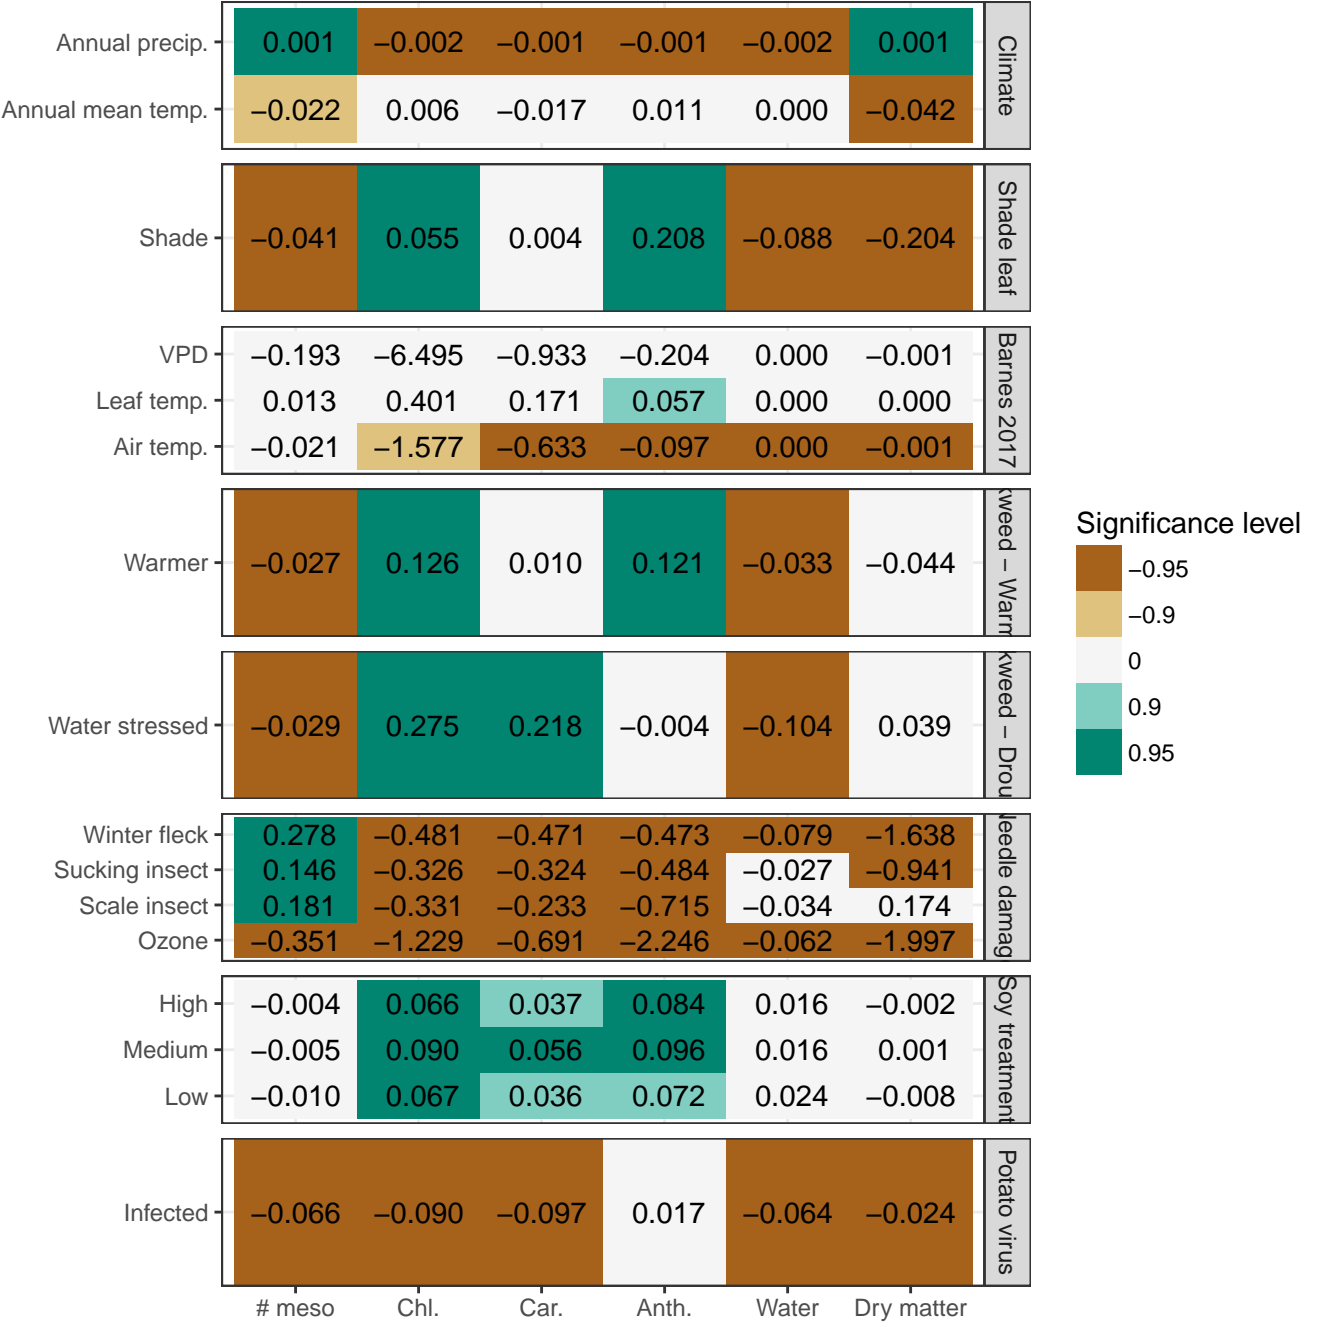 Annual precip. 0.001 −0.002 −0.001 −0.001 −0.002 0.001
Annual mean temp. −0.022 0.006 −0.017 0.011 0.000 −0.042
Climate
Shade −0.041 0.055 0.004 0.208 −0.088 −0.204
Shade leaf
VPD −0.193 −6.495 −0.933 −0.204 0.000 −0.001
Leaf temp. 0.013 0.401 0.171 0.057 0.000 0.000
Air temp. −0.021 −1.577 −0.633 −0.097 0.000 −0.001
Barnes 2017
Warmer −0.027 0.126 0.010 0.121 −0.033 −0.044
kweed − Warm
Water stressed −0.029 0.275 0.218 −0.004 −0.104 0.039
kweed − Drou
Winter fleck 0.278 −0.481 −0.471 −0.473 −0.079 −1.638
Sucking insect 0.146 −0.326 −0.324 −0.484 −0.027 −0.941
Scale insect 0.181 −0.331 −0.233 −0.715 −0.034 0.174
Ozone −0.351 −1.229 −0.691 −2.246 −0.062 −1.997
leedle damag
High −0.004 0.066 0.037 0.084 0.016 −0.002
Medium −0.005 0.090 0.056 0.096 0.016 0.001
Low −0.010 0.067 0.036 0.072 0.024 −0.008
Soy treatment
Infected −0.066 −0.090 −0.097 0.017 −0.064 −0.024
Potato virus
# meso Chl. Car. Anth. Water Dry matter
Significance level
−0.95
−0.9
0
0.9
0.95